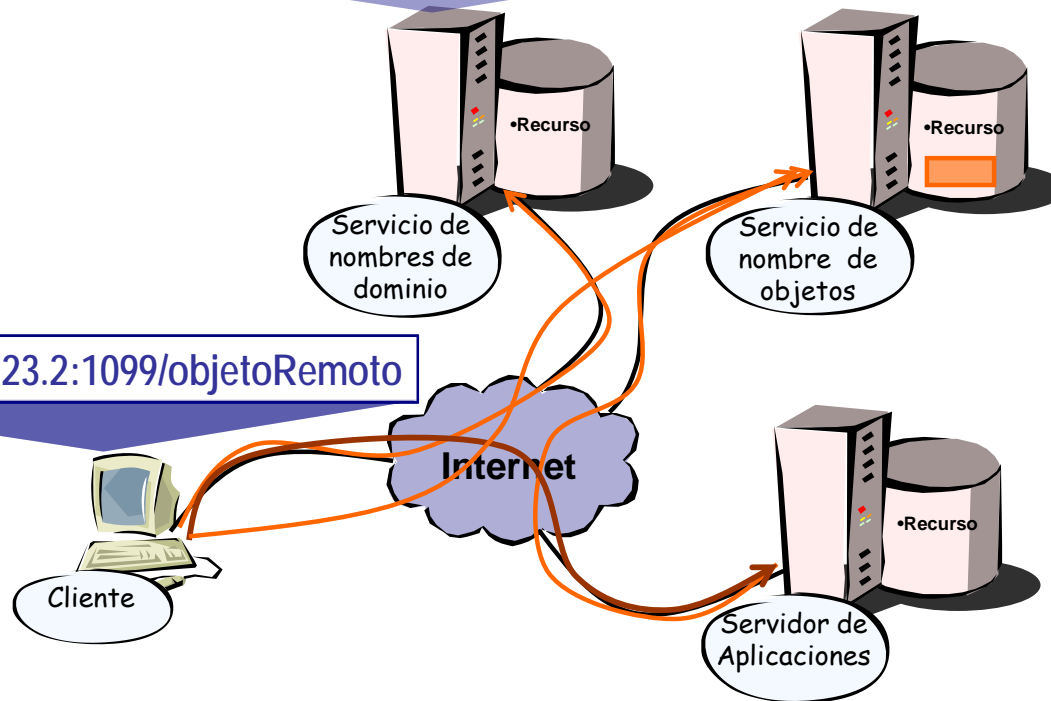 •Recurso
•Recurso
Servicio de
nombres de
dominio
Servicio de
nombre de
objetos
23.2:1099/objetoRemoto
Internet
•Recurso
Cliente
Servidor de
Aplicaciones